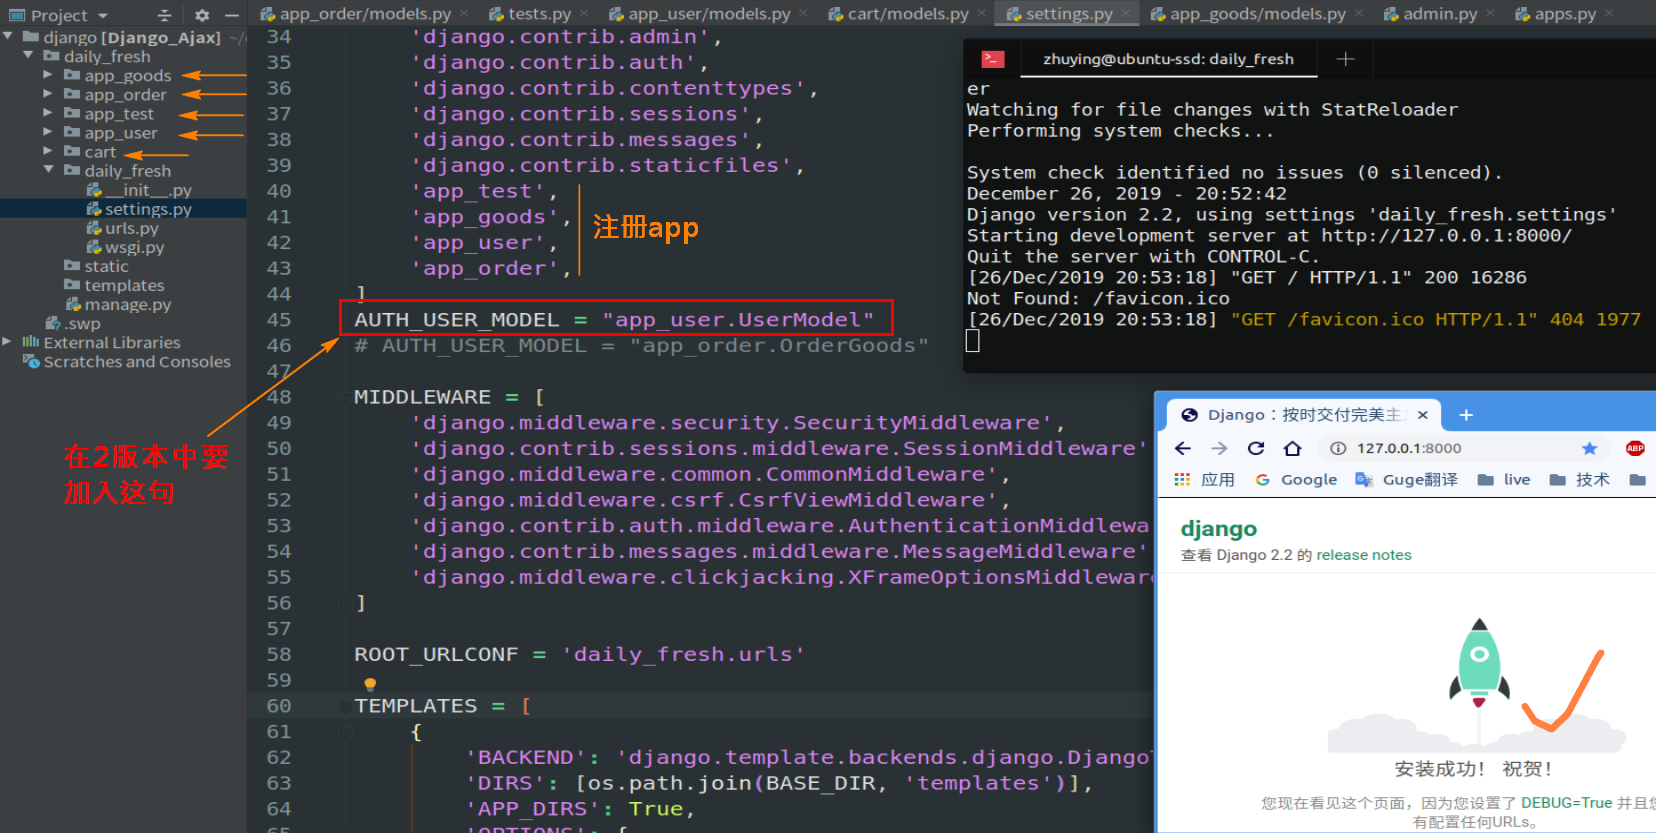 Project
app_order/models.py
tests.py
app_user/models.py
cart/models.py
settings.py
app_goods/models.py
admin.py
apps.py
django [Django_Ajax]
daily_fresh
app_goods
app_order
app_test
app_user
cart
daily_fresh
__init__.py
settings.py
urls.py
wsgi.py
static
templates
manage.py
.swp
External Libraries
Scratches and Consoles
34 'django.contrib.admin',
35 'django.contrib.auth',
36 'django.contrib.contenttypes',
37 'django.contrib.sessions',
38 'django.contrib.messages',
39 'django.contrib.staticfiles',
40 'app_test',
41 'app_goods',
42 'app_user',
43 'app_order',
44 ]
45 AUTH_USER_MODEL = "app_user.UserModel"
46 # AUTH_USER_MODEL = "app_order.OrderGoods"
47
48 MIDDLEWARE = [
49 'django.middleware.security.SecurityMiddleware',
50 'django.contrib.sessions.middleware.SessionMiddleware'
51 'django.middleware.common.CommonMiddleware',
52 'django.middleware.csrf.CsrfViewMiddleware',
53 'django.contrib.auth.middleware.AuthenticationMiddlewa
54 'django.contrib.messages.middleware.MessageMiddleware'
55 'django.middleware.clickjacking.XFrameOptionsMiddleware
56 ]
57
58 ROOT_URLCONF = 'daily_fresh.urls'
59
60 TEMPLATES = [
61 {
62 'BACKEND': 'django.template.backends.django.Django
63 'DIRS': [os.path.join(BASE_DIR, 'templates')],
64 'APP_DIRS': True,
65 'OPTIONS': {
注册app
在2版本中要
加入这句
zhuying@ubuntu-ssd: daily_fresh
er
Watching for file changes with StatReloader
Performing system checks...
System check identified no issues (0 silenced).
December 26, 2019 - 20:52:42
Django version 2.2, using settings 'daily_fresh.settings'
Starting development server at http://127.0.0.1:8000/
Quit the server with CONTROL-C.
[26/Dec/2019 20:53:18] "GET / HTTP/1.1" 200 16286
Not Found: /favicon.ico
[26/Dec/2019 20:53:18] "GET /favicon.ico HTTP/1.1" 404 1977
Django：按时交付完美主
127.0.0.1:8000
ABP
应用
Google
Guge翻译
live
技术
django
查看 Django 2.2 的 release notes
安装成功！ 祝贺！
您现在看见这个页面，因为您设置了 DEBUG=True 并且您
有配置任何URLs。